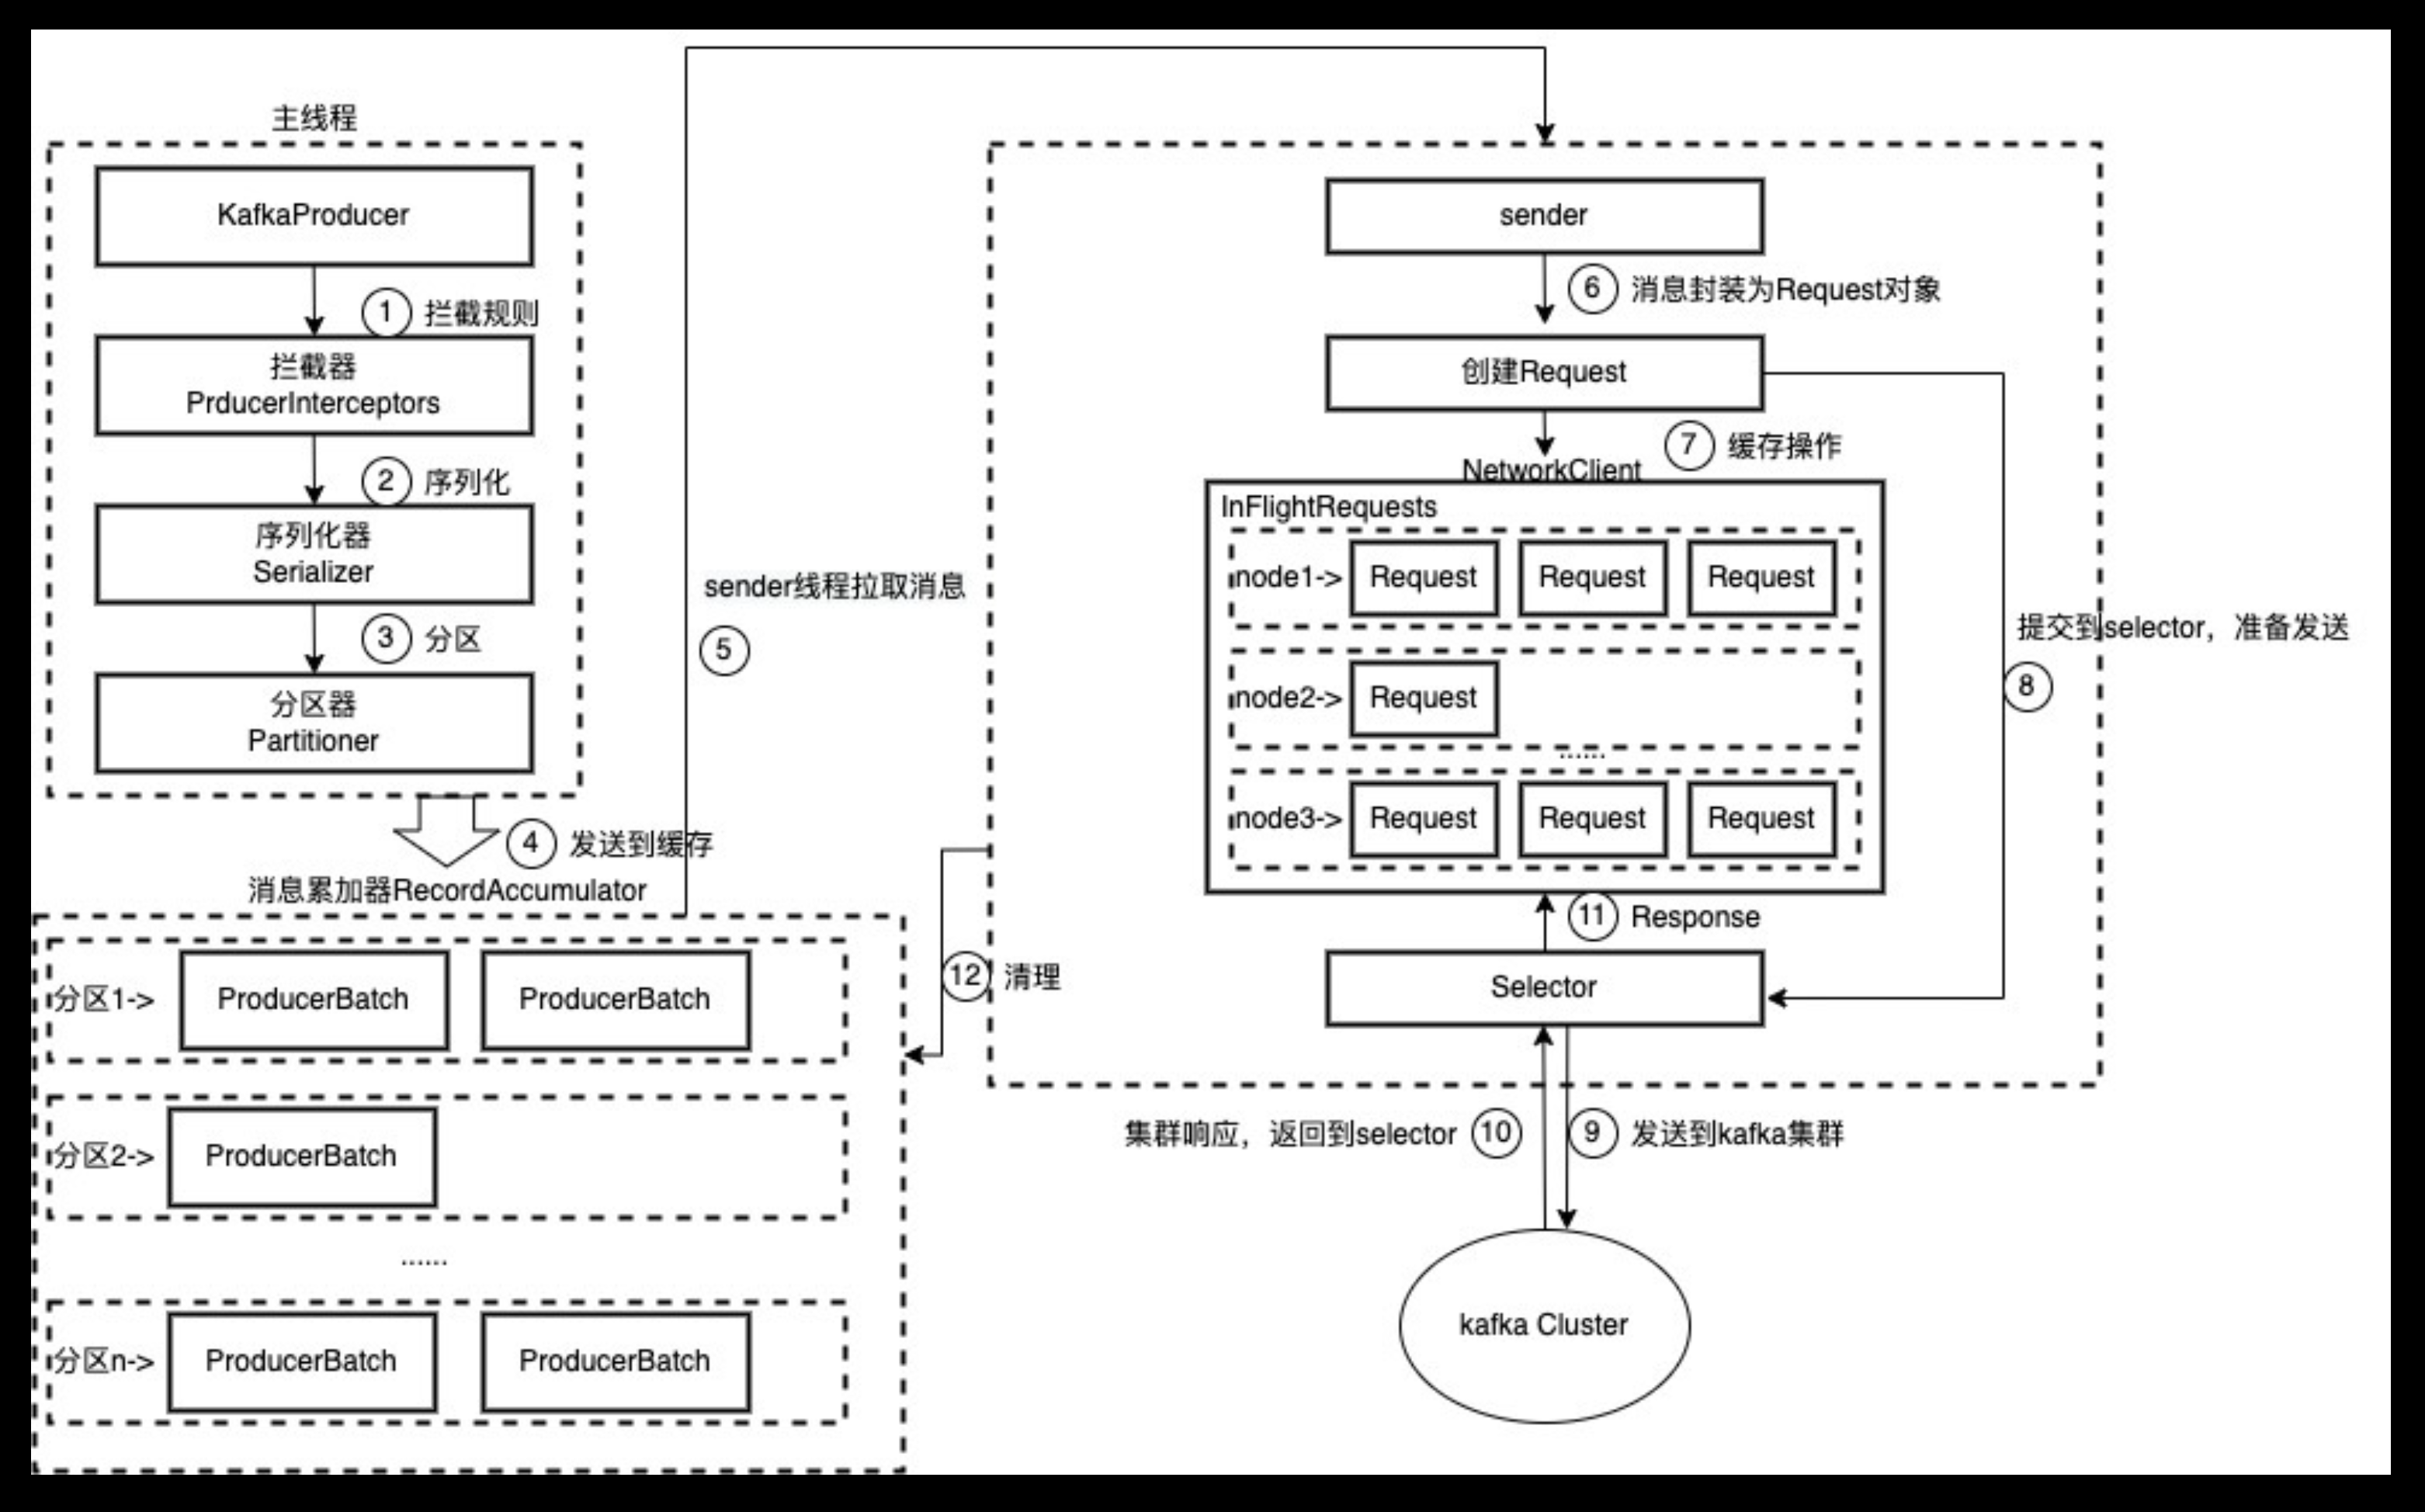 主线程
KafkaProducer
1 拦截规则
拦截器
PrducerInterceptors
2 序列化
序列化器
Serializer
3 分区
分区器
Partitioner
4 发送到缓存
消息累加器RecordAccumulator
分区1-> ProducerBatch ProducerBatch
分区2-> ProducerBatch
......
分区n-> ProducerBatch ProducerBatch
sender线程拉取消息
5
sender
6 消息封装为Request对象
创建Request
7 缓存操作
NetworkClient
InFlightRequests
node1-> Request Request Request
node2-> Request
......
node3-> Request Request Request
提交到selector，准备发送
8
11 Response
Selector
12 清理
集群响应，返回到selector 10
9 发送到kafka集群
kafka Cluster